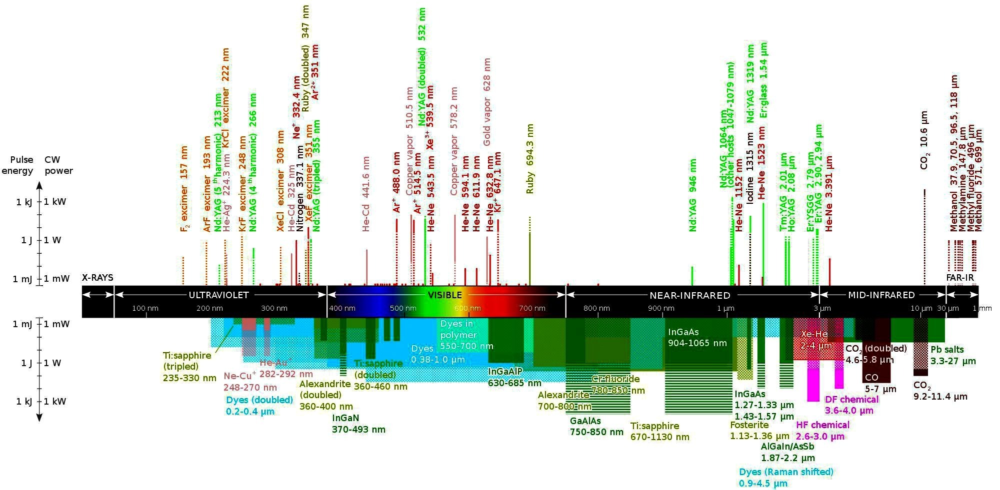 Pulse energy
CW power
1 kJ
1 kW
1 J
1 W
1 mJ
1 mW
F2 excimer 157 nm
ArF excimer 193 nm
Nd:YAG (5th harmonic) 213 nm
He-Ag+ 224.3 nm
KrCl excimer 222 nm
KrF excimer 248 nm
Nd:YAG (4th harmonic) 266 nm
XeCl excimer 308 nm
He-Cd 325 nm
Nitrogen 337.1 nm
Ne+ 332.4 nm
Ruby (doubled) 347 nm
XeF excimer 351 nm
Ar2+ 351 nm
Nd:YAG (tripled) 355 nm
He-Cd 441.6 nm
Ar+ 488.0 nm
Copper vapor 510.5 nm
Ar+ 514.5 nm
Nd:YAG (doubled) 532 nm
Xe3+ 539.5 nm
He-Ne 543.5 nm
Copper vapor 578.2 nm
He-Ne 594.1 nm
He-Ne 611.9 nm
Gold vapor 628 nm
He-Ne 632.8 nm
Kr+ 647.1 nm
Ruby 694.3 nm
Nd:YAG 946 nm
Nd:YAG 1064 nm
(other hosts 1047-1079 nm)
He-Ne 1152 nm
Iodine 1315 nm
Nd:YAG 1319 nm
He-Ne 1523 nm
Er:glass 1.54 µm
Tm:YAG 2.01 µm
Ho:YAG 2.08 µm
Er:YSGG 2.79 µm
Er:YAG 2.90, 2.94 µm
He-Ne 3.391 µm
CO2 10.6 µm
Methanol 37.9, 70.5, 96.5, 118 µm
Methylamine 147.8 µm
Methyl fluoride 496 µm
Methanol 571, 699 µm
X-RAYS
FAR-IR
ULTRAVIOLET
VISIBLE
NEAR-INFRARED
MID-INFRARED
100 nm
200 nm
300 nm
400 nm
500 nm
600 nm
700 nm
800 nm
900 nm
1 µm
3 µm
10 µm
30 µm
1 mm
1 mJ
1 mW
1 J
1 W
1 kJ
1 kW
Ti:sapphire
(tripled)
235-330 nm
Ne-Cu+
248-270 nm
He-Au+
282-292 nm
Dyes (doubled)
0.2-0.4 µm
Alexandrite
(doubled)
360-400 nm
InGaN
370-493 nm
Ti:sapphire
(doubled)
360-460 nm
Dyes
0.38-1.0 µm
Dyes in
polymer
550-700 nm
InGaAlP
630-685 nm
Alexandrite
700-800 nm
GaAlAs
750-850 nm
Cr fluoride
780-850 nm
Ti:sapphire
670-1130 nm
InGaAs
904-1065 nm
InGaAs
1.27-1.33 µm
1.43-1.57 µm
Fosterite
1.13-1.36 µm
AlGaIn/AsSb
1.87-2.2 µm
Dyes (Raman shifted)
0.9-4.5 µm
Xe-He
2-4 µm
HF chemical
2.6-3.0 µm
DF chemical
3.6-4.0 µm
CO2 (doubled)
4.6-5.8 µm
CO
5-7 µm
CO2
9.2-11.4 µm
Pb salts
3.3-27 µm